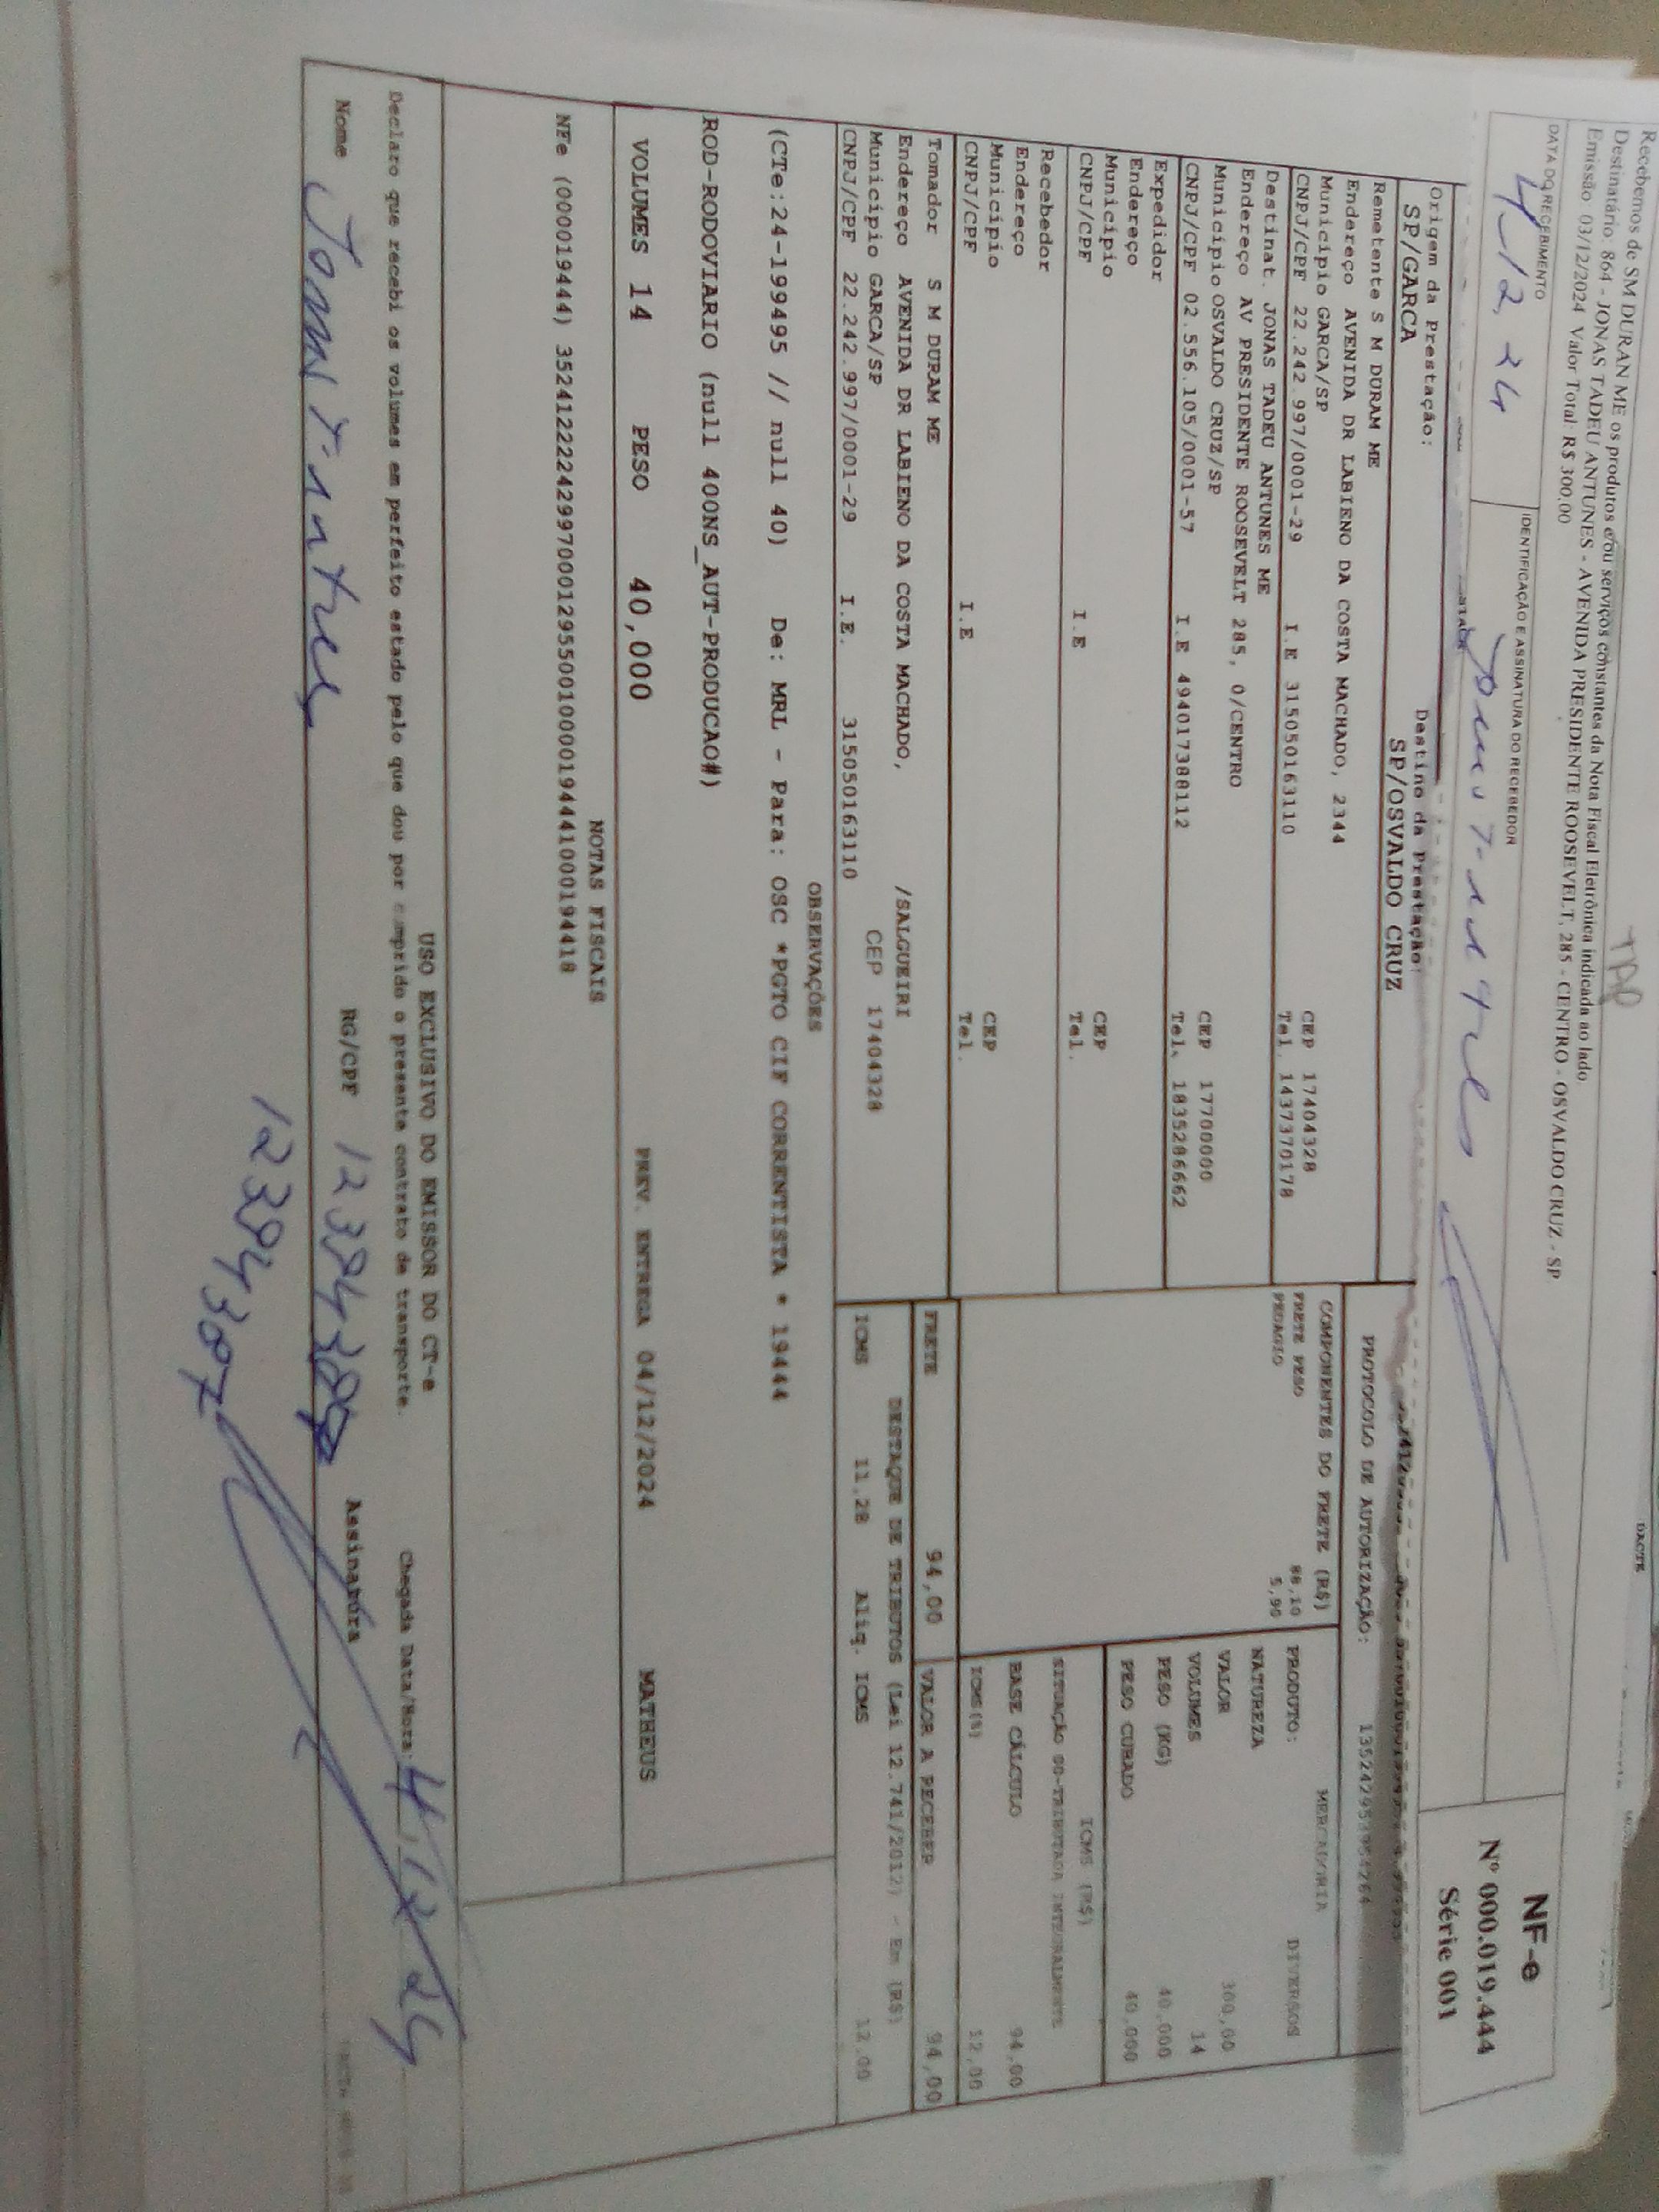 DACTE
Recebemos de SM DURAN ME os produtos e/ou serviços constantes da Nota Fiscal Eletrônica indicada ao lado.
Destinatário: 864 - JONAS TADEU ANTUNES - AVENIDA PRESIDENTE ROOSEVELT, 285 - CENTRO - OSVALDO CRUZ - SP
Emissão 03/12/2024 Valor Total: R$ 300,00
NF-e
Nº 000.019.444
Série 001
DATA DO RECEBIMENTO
4/12/24
IDENTIFICAÇÃO E ASSINATURA DO RECEBEDOR
Origem da Prestação:
SP/GARCA
Destino da Prestação:
SP/OSVALDO CRUZ
PROTOCOLO DE AUTORIZAÇÃO:
Remetente S M DURAM ME
Endereço AVENIDA DR LABIENO DA COSTA MACHADO, 2344
Município GARCA/SP CEP 17404328
CNPJ/CPF 22.242.997/0001-29 I.E 315050163110 Tel. 1437370178
Destinat. JONAS TADEU ANTUNES ME
Endereço AV PRESIDENTE ROOSEVELT 285, 0/CENTRO
Município OSVALDO CRUZ/SP CEP 17700000
CNPJ/CPF 02.556.105/0001-57 I.E 494017388112 Tel. 1835286662
Expedidor
Endereço
Município CEP
CNPJ/CPF I.E Tel.
Recebedor
Endereço
Município CEP
CNPJ/CPF I.E Tel.
Tomador S M DURAM ME
Endereço AVENIDA DR LABIENO DA COSTA MACHADO, /SALGUEIRI
Município GARCA/SP CEP 17404328
CNPJ/CPF 22.242.997/0001-29 I.E. 315050163110
COMPONENTES DO FRETE (R$)
FRETE PESO 88,10
PEDAGIO 5,90
MERCADORIA
PRODUTO: DIVERSOS
NATUREZA
VALOR 300,00
VOLUMES 14
PESO (KG) 40,000
PESO CUBADO 40,000
ICMS (R$)
SITUAÇÃO 00-TRIBUTADA INTEGRALMENTE
BASE CÁLCULO 94,00
ICMS(%) 12,00
FRETE 94,00
VALOR A RECEBER 94,00
DESTAQUE DE TRIBUTOS (Lei 12.741/2012) - Em (R$)
ICMS 11,28 Aliq. ICMS 12,00
OBSERVAÇÕES
(CTe:24-199495 // null 40) De: MRL - Para: OSC *PGTO CIF CORRENTISTA * 19444
ROD-RODOVIARIO (null 400NS_AUT-PRODUCAO#)
VOLUMES 14 PESO 40,000 PREV. ENTREGA 04/12/2024 MATHEUS
NOTAS FISCAIS
NFe (000019444) 35241222242997000129550010000194441000194418
USO EXCLUSIVO DO EMISSOR DO CT-e
Declaro que recebi os volumes em perfeito estado pelo que dou por cumprido o presente contrato de transporte.
Chegada Data/Hora: 4/12/24
Nome
RG/CPF
Assinatura